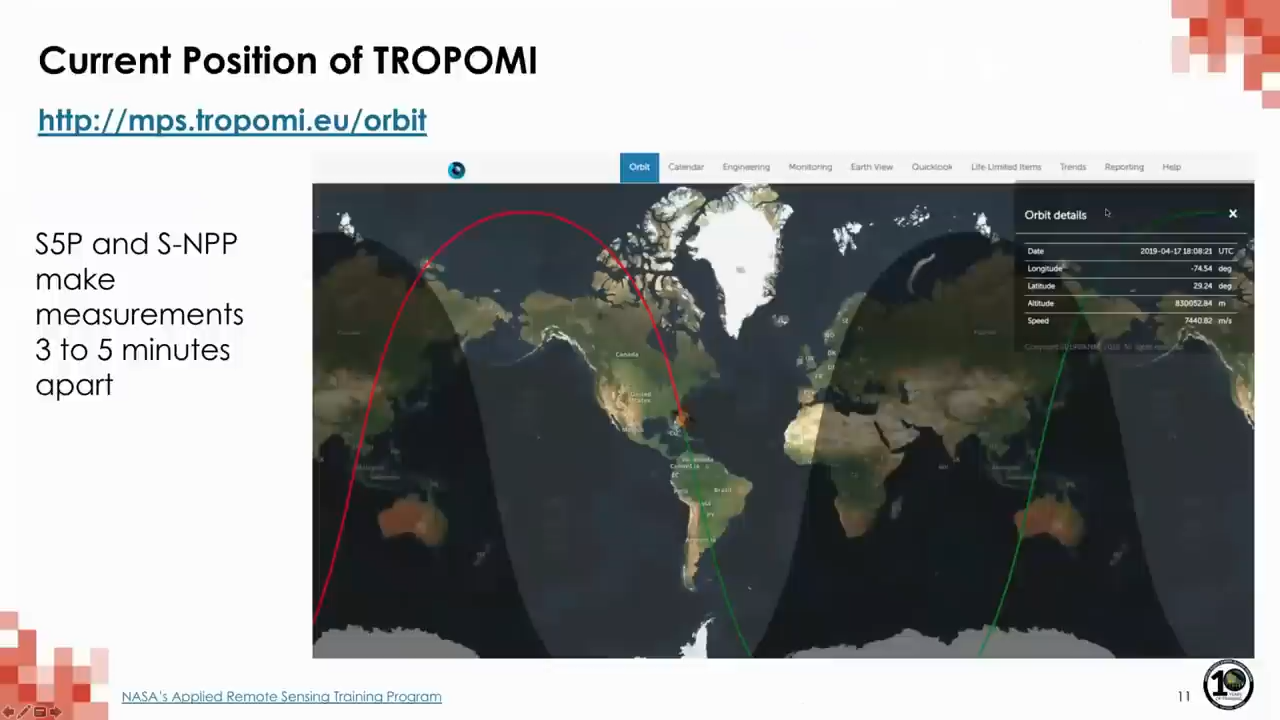 Current Position of TROPOMI
http://mps.tropomi.eu/orbit
Orbit Calendar Engineering Monitoring Earth View Quicklook Life Limited Items Trends Reporting Help
S5P and S-NPP
make
measurements
3 to 5 minutes
apart
Orbit details ×
Date 2019-04-17 18:08:21 UTC
Longitude -74.54 deg
Latitude 29.24 deg
Altitude 830052.84 m
Speed 7440.82 m/s
Canada
United
States
Brazil
NASA's Applied Remote Sensing Training Program
11
10